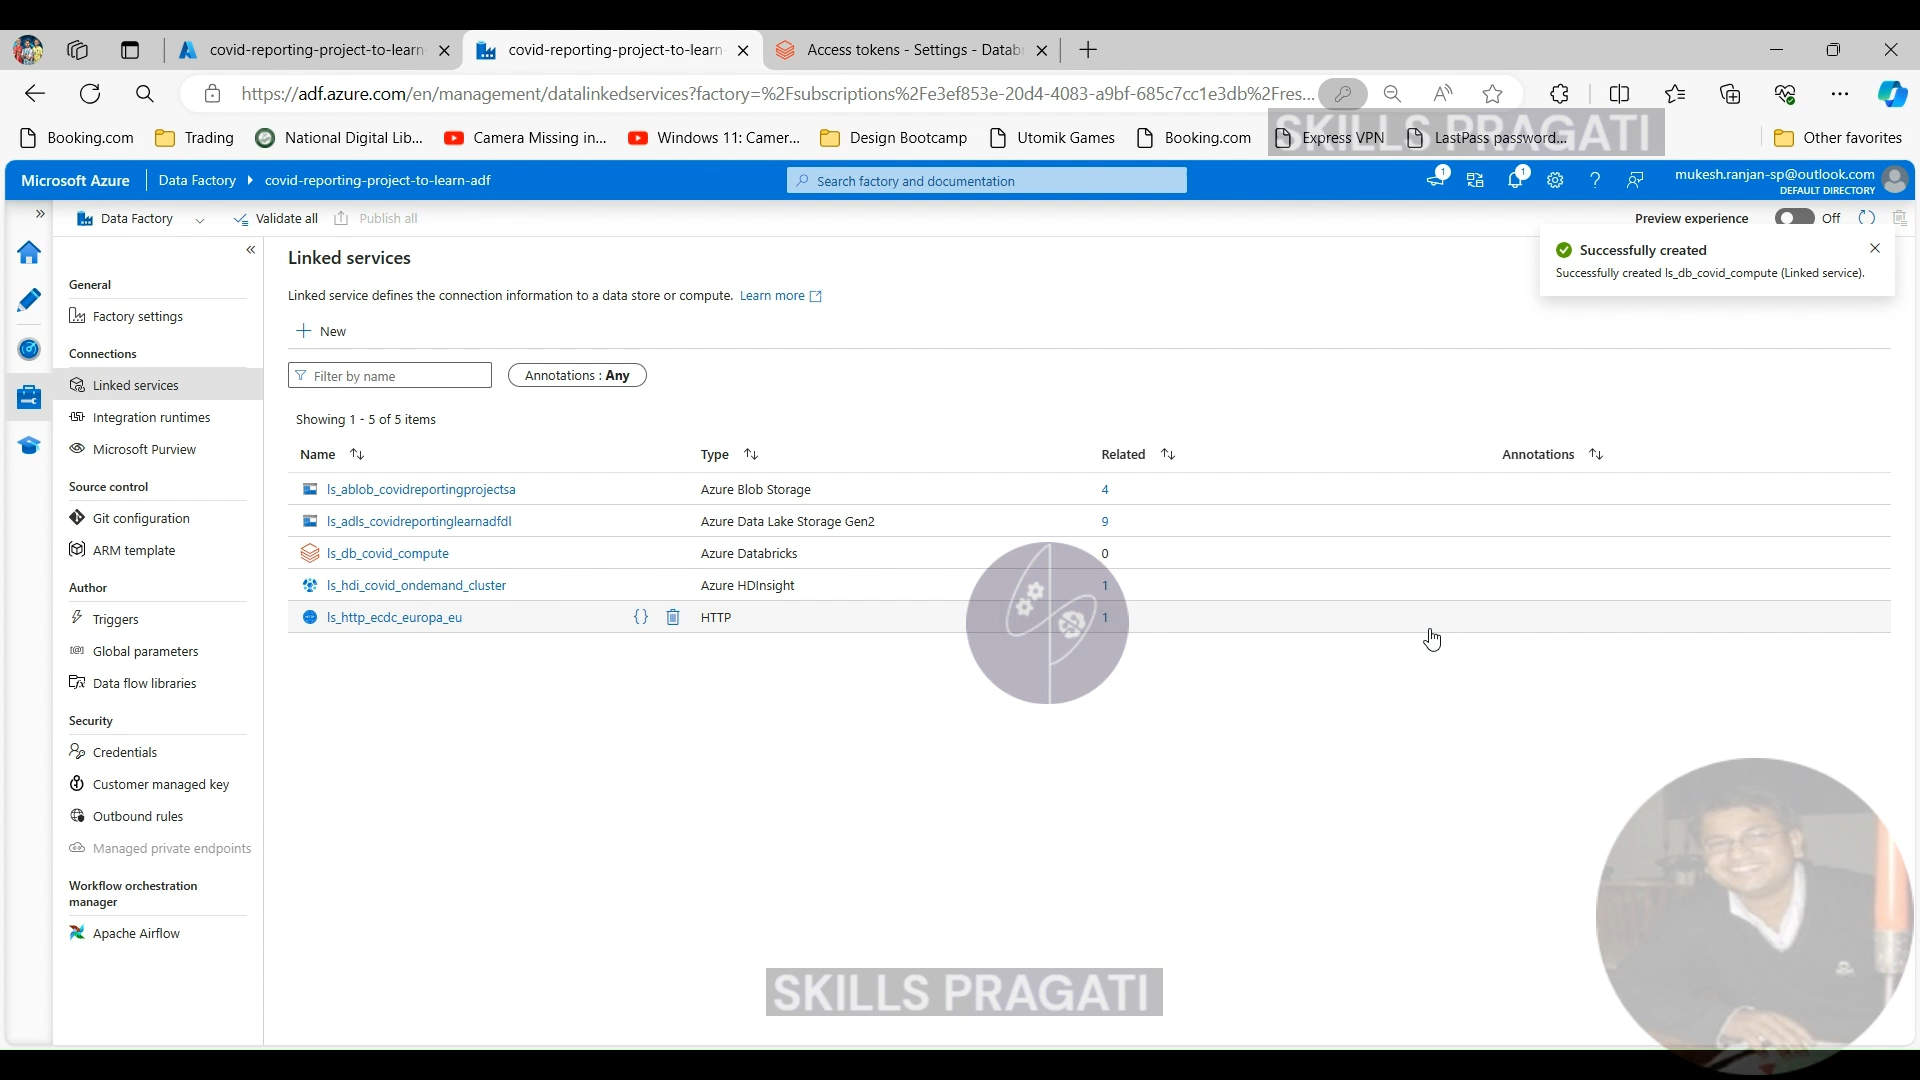 covid-reporting-project-to-learn-
covid-reporting-project-to-learn-
Access tokens - Settings - Datab
https://adf.azure.com/en/management/datalinkedservices?factory=%2Fsubscriptions%2Fe3ef853e-20d4-4083-a9bf-685c7cc1e3db%2Fres...
Booking.com
Trading
National Digital Lib...
Camera Missing in...
Windows 11: Camer...
Design Bootcamp
Utomik Games
Booking.com
Express VPN
LastPass password...
Other favorites
SKILLS PRAGATI
Microsoft Azure
Data Factory
covid-reporting-project-to-learn-adf
Search factory and documentation
1
1
mukesh.ranjan-sp@outlook.com
DEFAULT DIRECTORY
Data Factory
Validate all
Publish all
Preview experience
Off
Successfully created
Successfully created ls_db_covid_compute (Linked service).
General
Factory settings
Connections
Linked services
Integration runtimes
Microsoft Purview
Source control
Git configuration
ARM template
Author
Triggers
Global parameters
Data flow libraries
Security
Credentials
Customer managed key
Outbound rules
Managed private endpoints
Workflow orchestration
manager
Apache Airflow
Linked services
Linked service defines the connection information to a data store or compute. Learn more
New
Filter by name
Annotations : Any
Showing 1 - 5 of 5 items
Name Type Related Annotations
ls_ablob_covidreportingprojectsa Azure Blob Storage 4
ls_adls_covidreportinglearnadfdl Azure Data Lake Storage Gen2 9
ls_db_covid_compute Azure Databricks 0
ls_hdi_covid_ondemand_cluster Azure HDInsight 1
ls_http_ecdc_europa_eu {} HTTP 1
SKILLS PRAGATI